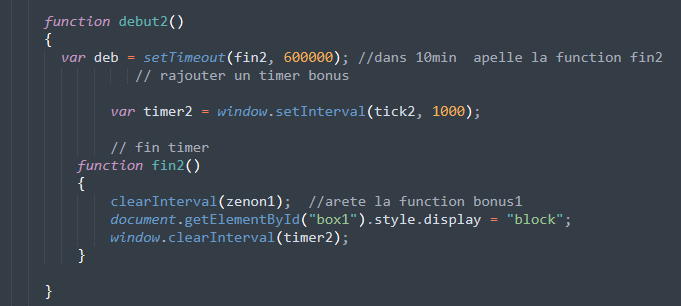 function debut2()
{
var deb = setTimeout(fin2, 600000); //dans 10min  apelle la function fin2
// rajouter un timer bonus
var timer2 = window.setInterval(tick2, 1000);
// fin timer
function fin2()
{
clearInterval(zenon1);  //arete la function bonus1
document.getElementById("box1").style.display = "block";
window.clearInterval(timer2);
}
}